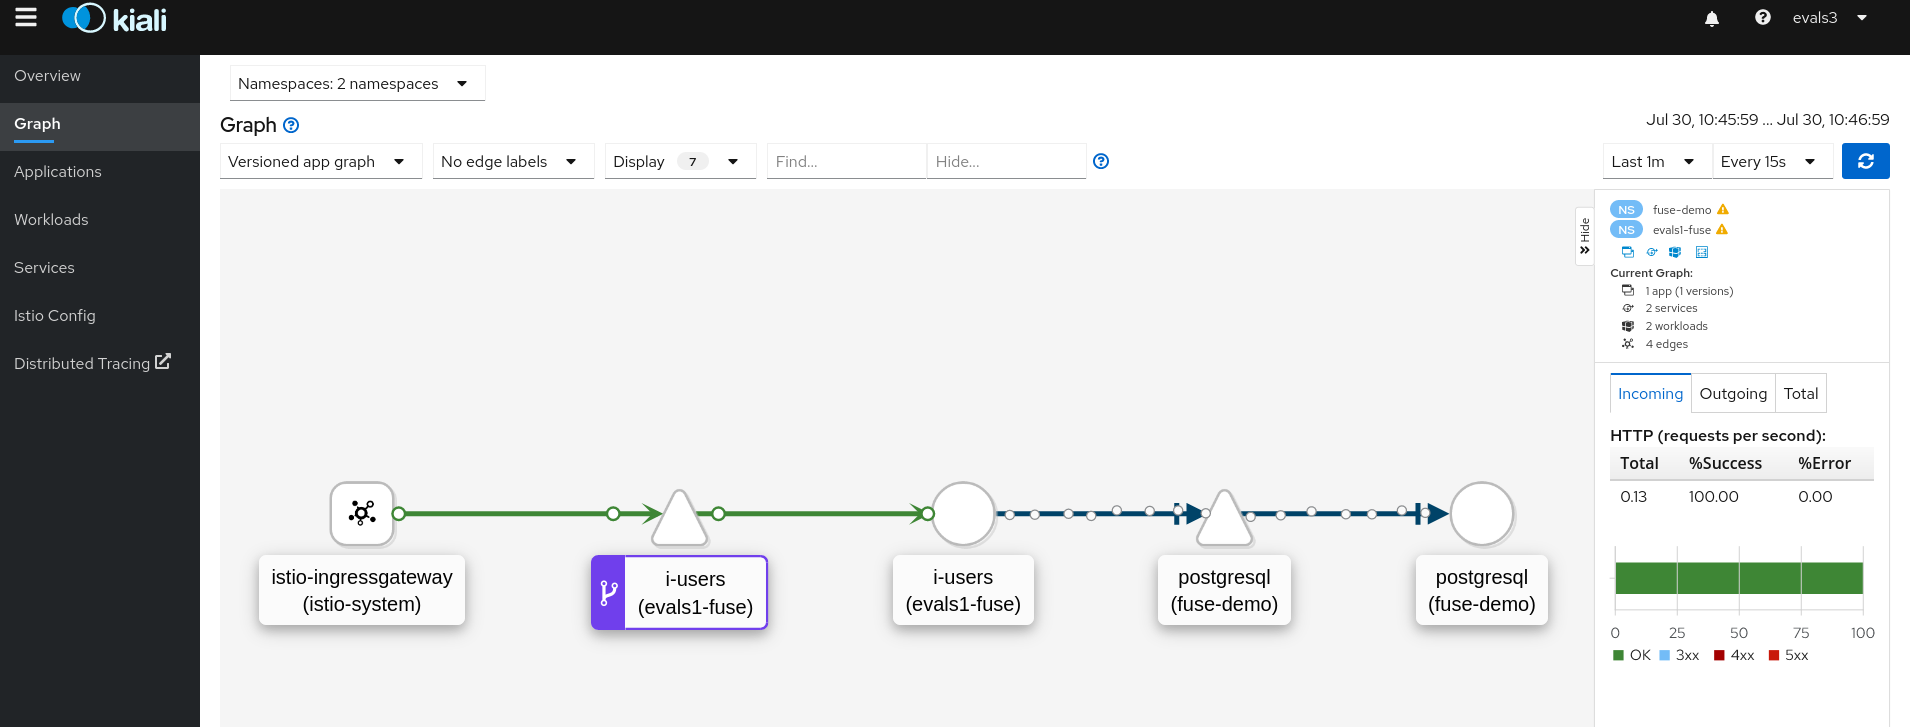 kiali
evals3
Overview
Graph
Applications
Workloads
Services
Istio Config
Distributed Tracing
Namespaces: 2 namespaces
Graph
Jul 30, 10:45:59 ... Jul 30, 10:46:59
Versioned app graph
No edge labels
Display 7
Find...
Hide...
Last 1m
Every 15s
Hide
NS fuse-demo
NS evals1-fuse
Current Graph:
1 app (1 versions)
2 services
2 workloads
4 edges
Incoming Outgoing Total
HTTP (requests per second):
Total %Success %Error
0.13 100.00 0.00
0 25 50 75 100
OK 3xx 4xx 5xx
istio-ingressgateway
(istio-system)
i-users
(evals1-fuse)
i-users
(evals1-fuse)
postgresql
(fuse-demo)
postgresql
(fuse-demo)